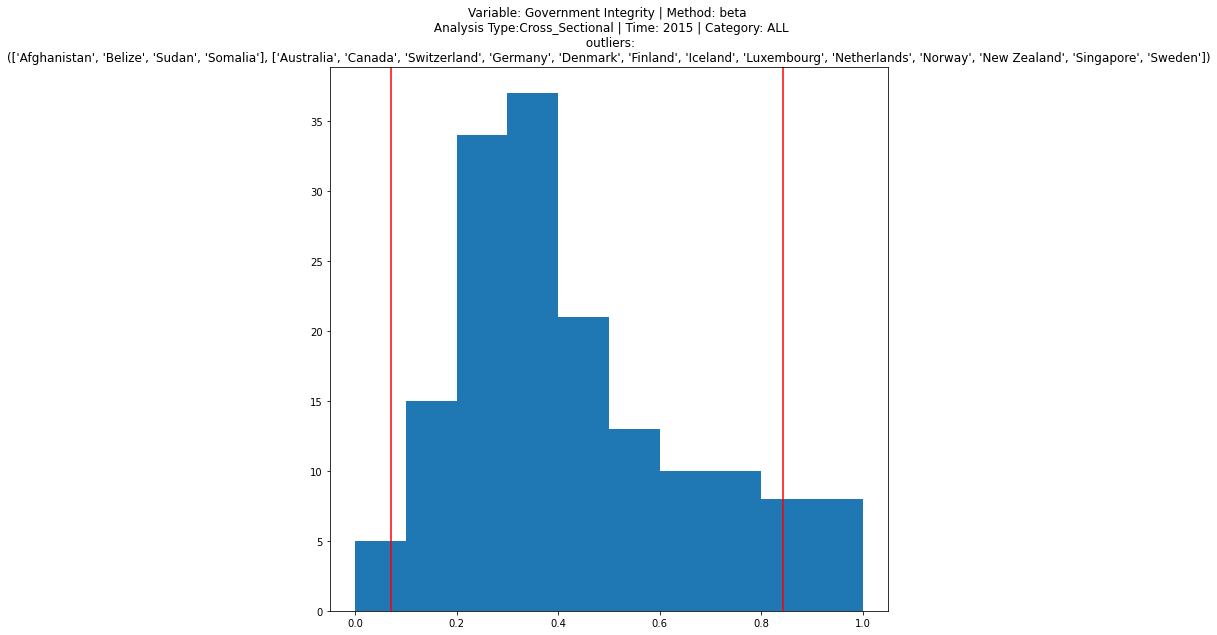 Variable: Government Integrity | Method: beta
Analysis Type:Cross_Sectional | Time: 2015 | Category: ALL
outliers:
(['Afghanistan', 'Belize', 'Sudan', 'Somalia'], ['Australia', 'Canada', 'Switzerland', 'Germany', 'Denmark', 'Finland', 'Iceland', 'Luxembourg', 'Netherlands', 'Norway', 'New Zealand', 'Singapore', 'Sweden'])
35
30
25
20
15
10
5
0
0.0 0.2 0.4 0.6 0.8 1.0